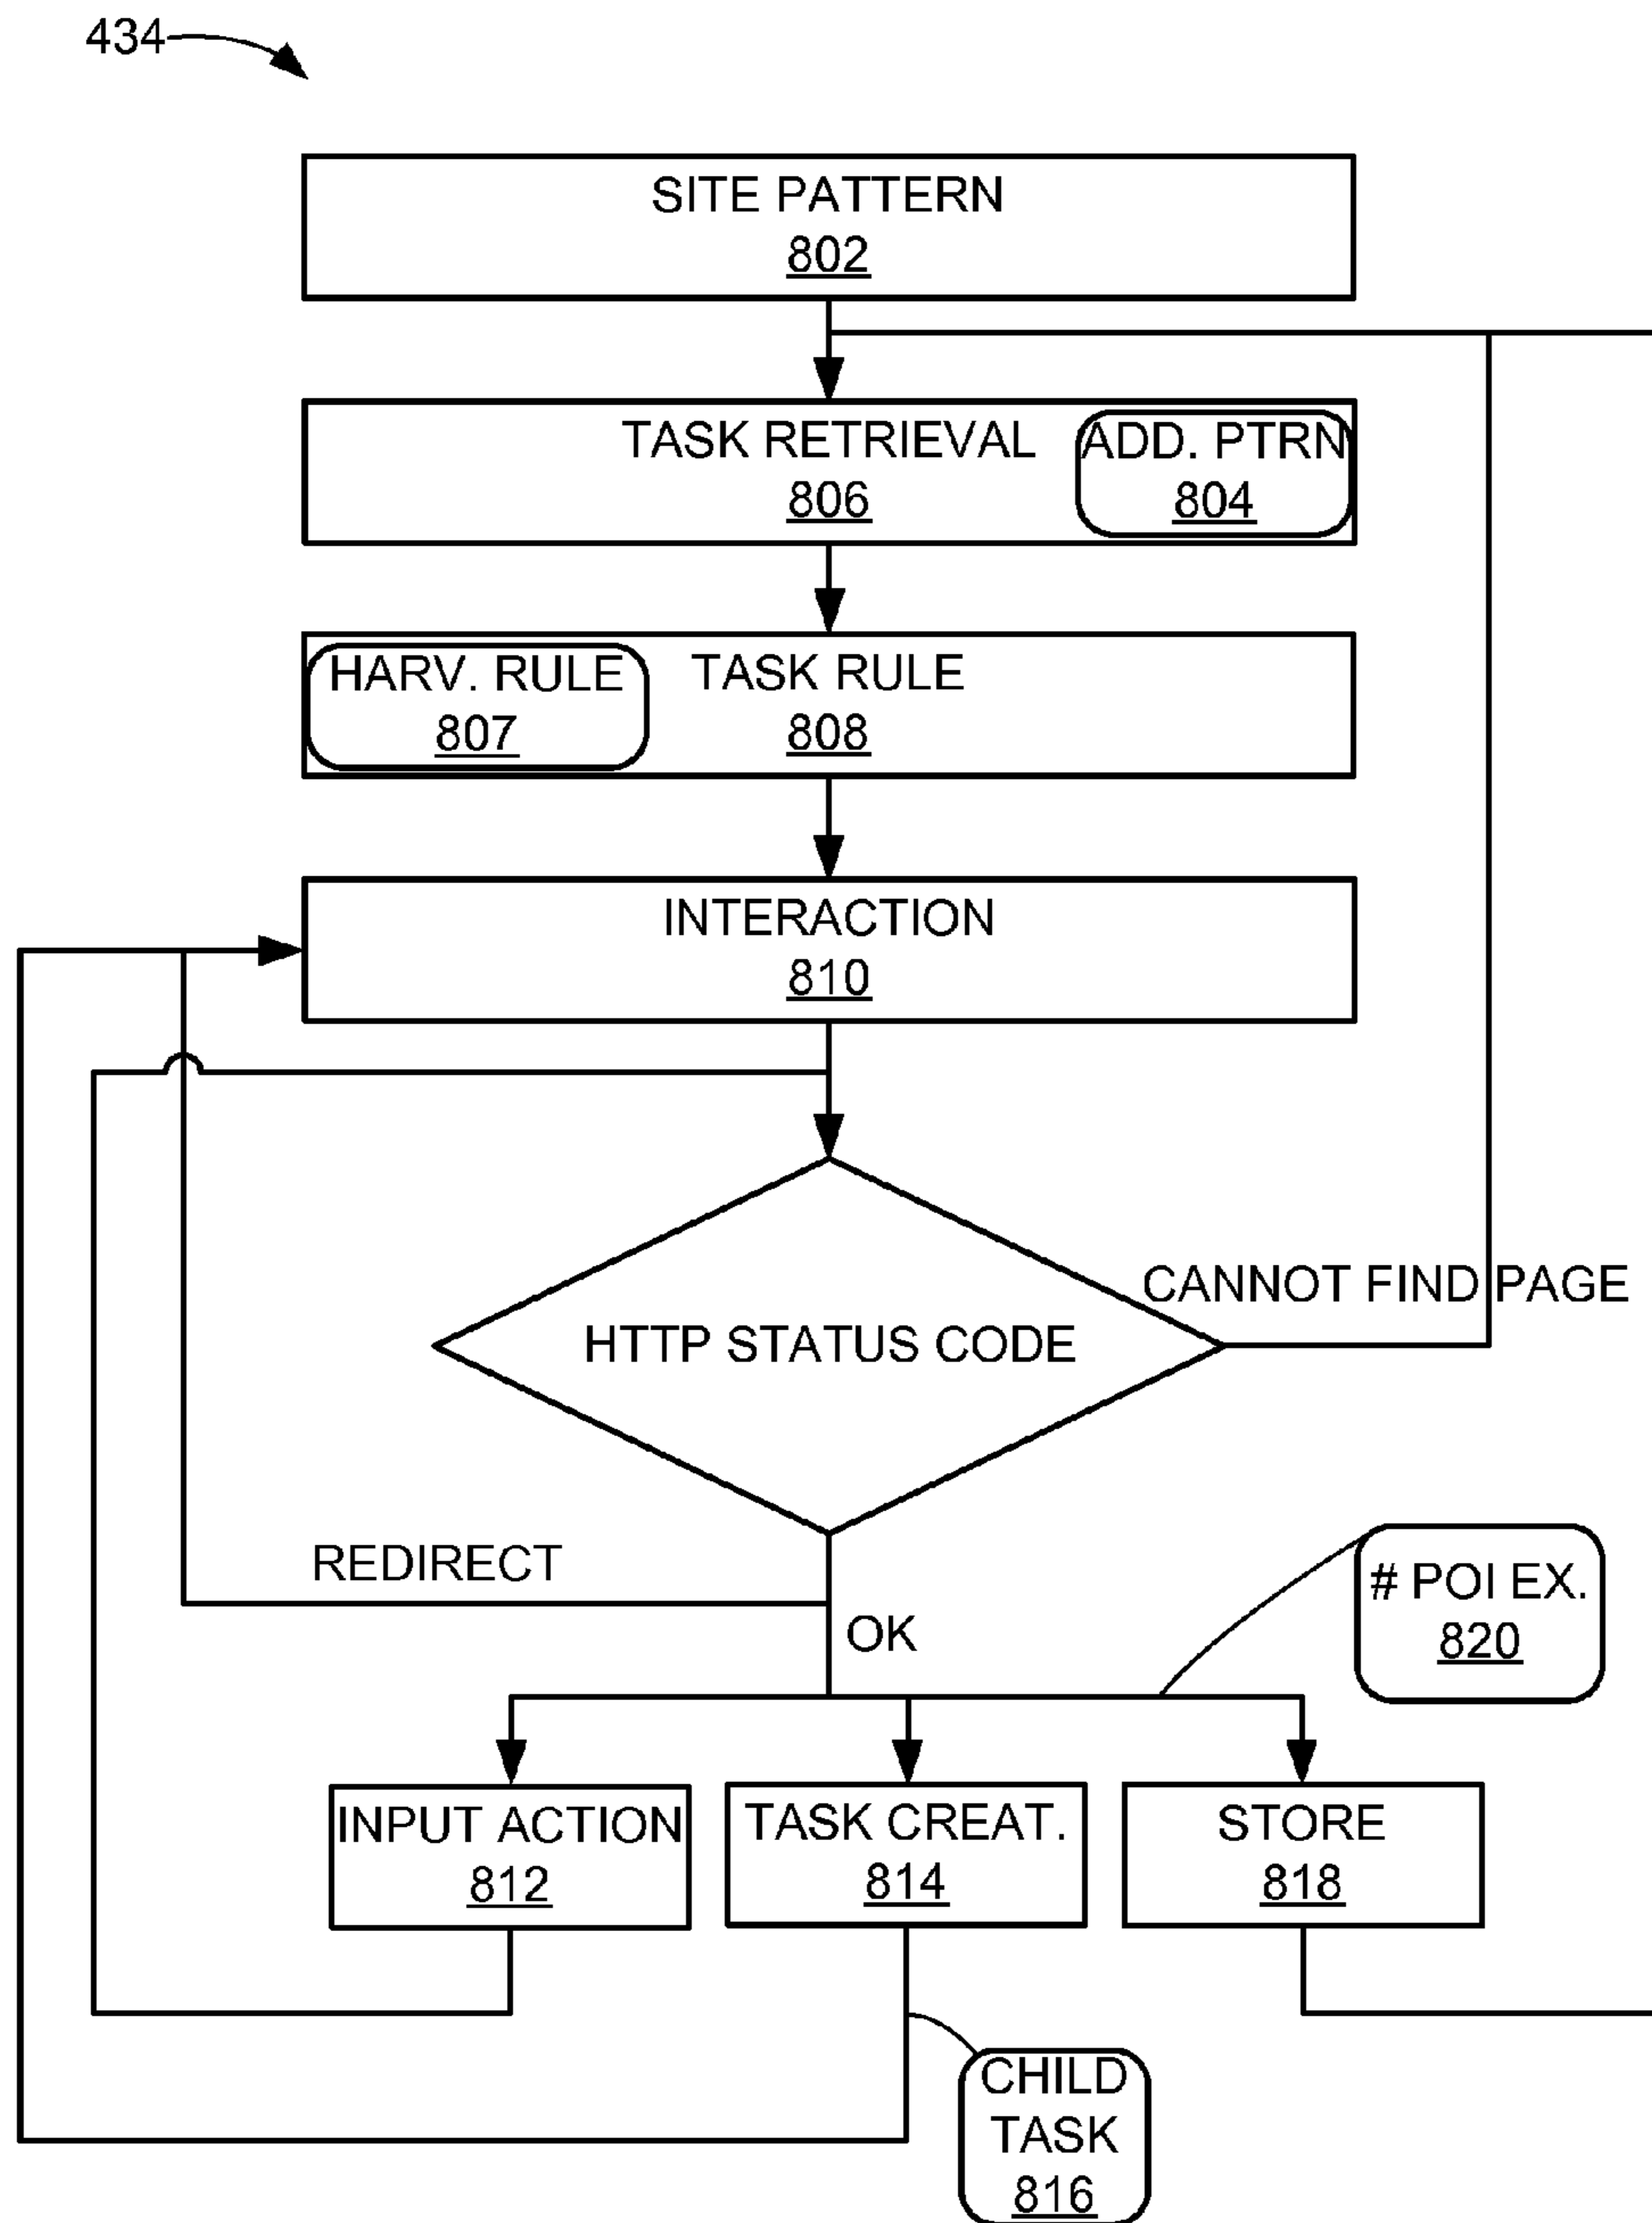 434
SITE PATTERN
802
TASK RETRIEVAL
806
ADD. PTRN
804
HARV. RULE
807
TASK RULE
808
INTERACTION
810
HTTP STATUS CODE
CANNOT FIND PAGE
REDIRECT
OK
# POI EX.
820
INPUT ACTION
812
TASK CREAT.
814
STORE
818
CHILD
TASK
816